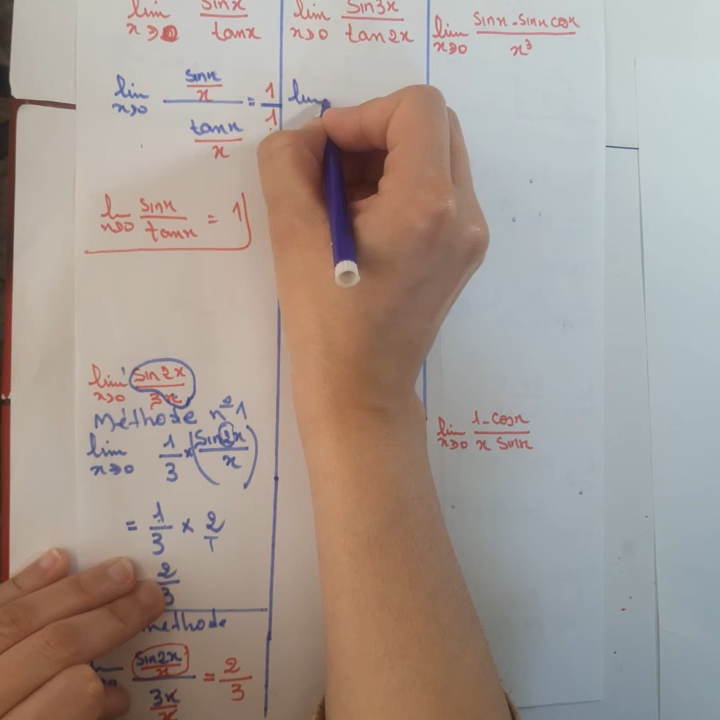 lim x→0 sinx/tanx
lim x→0 (sinx/x)/(tanx/x) = 1/1
lim x→0 sinx/tanx = 1
lim x→0 sin2x/3x
Méthode n°1
lim x→0 1/3 × (sin2x/x)
= 1/3 × 2/1
2/3
méthode
(sin2x/x)/(3x/x) = 2/3
lim x→0 sin3x/tan2x
lim
lim x→0 (sinx - sinx cosx)/x³
lim x→0 (1-cosx)/(x sinx)